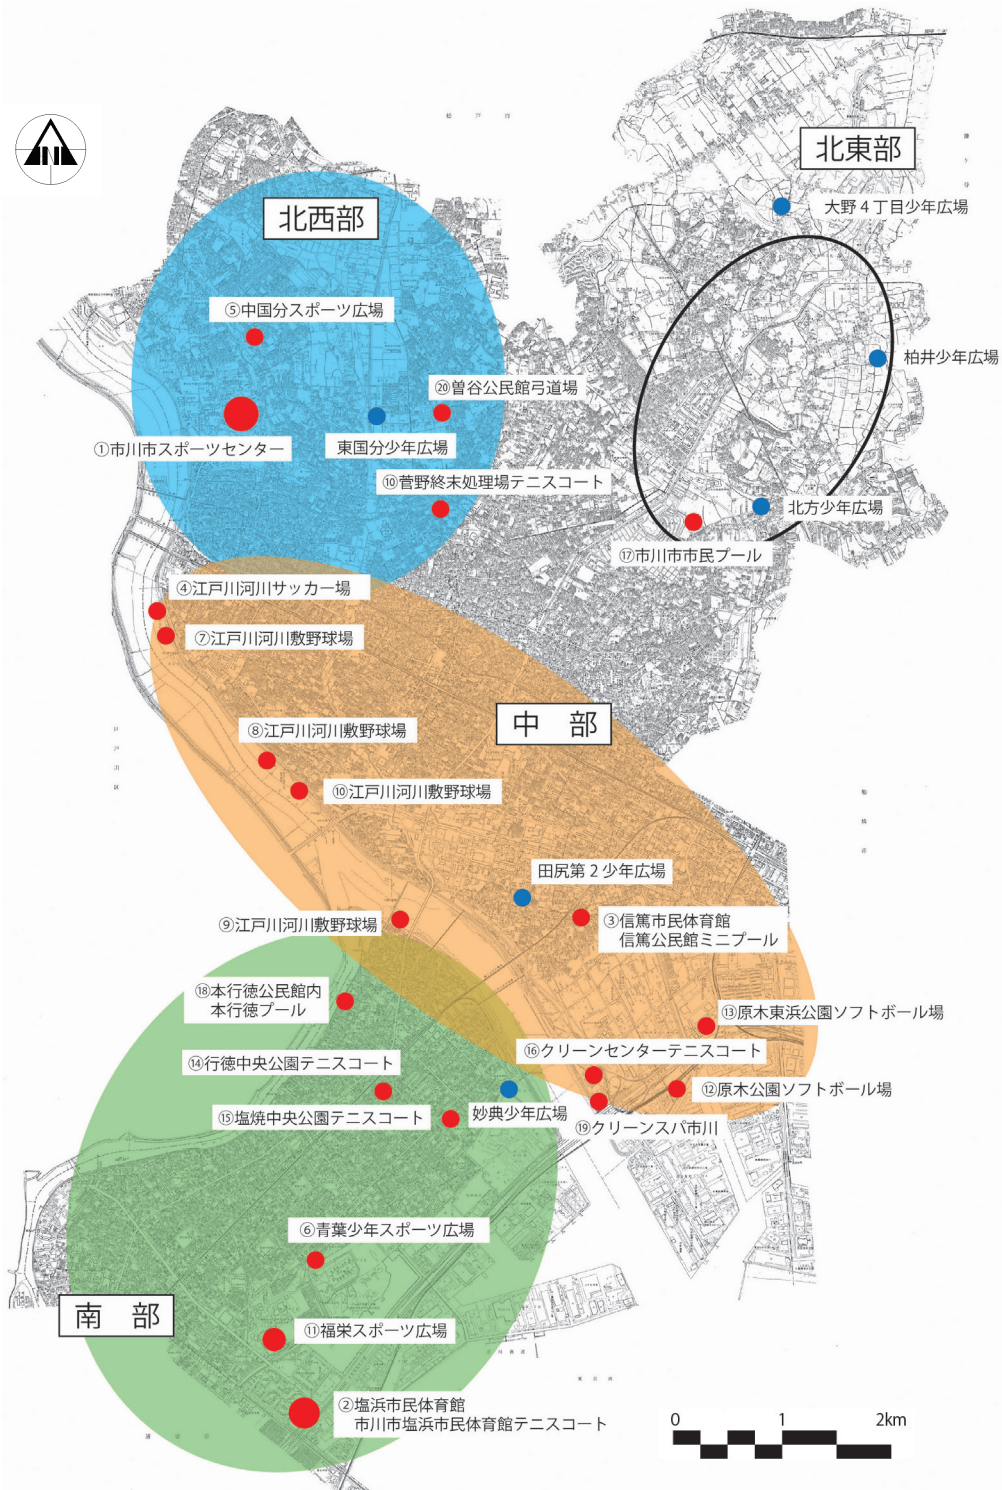 N
松戸市
北東部
大野４丁目少年広場
北西部
⑤中国分スポーツ広場
柏井少年広場
⑳曽谷公民館弓道場
①市川市スポーツセンター
東国分少年広場
⑩菅野終末処理場テニスコート
北方少年広場
⑰市川市市民プール
④江戸川河川サッカー場
⑦江戸川河川敷野球場
中　部
⑧江戸川河川敷野球場
江戸川区
⑩江戸川河川敷野球場
船橋市
田尻第２少年広場
⑨江戸川河川敷野球場
③信篤市民体育館
信篤公民館ミニプール
⑱本行徳公民館内
本行徳プール
⑬原木東浜公園ソフトボール場
⑯クリーンセンターテニスコート
⑭行徳中央公園テニスコート
⑫原木公園ソフトボール場
⑮塩焼中央公園テニスコート
妙典少年広場
⑲クリーンスパ市川
⑥青葉少年スポーツ広場
南　部
⑪福栄スポーツ広場
東京湾
②塩浜市民体育館
市川市塩浜市民体育館テニスコート
浦安市
0 1 2km